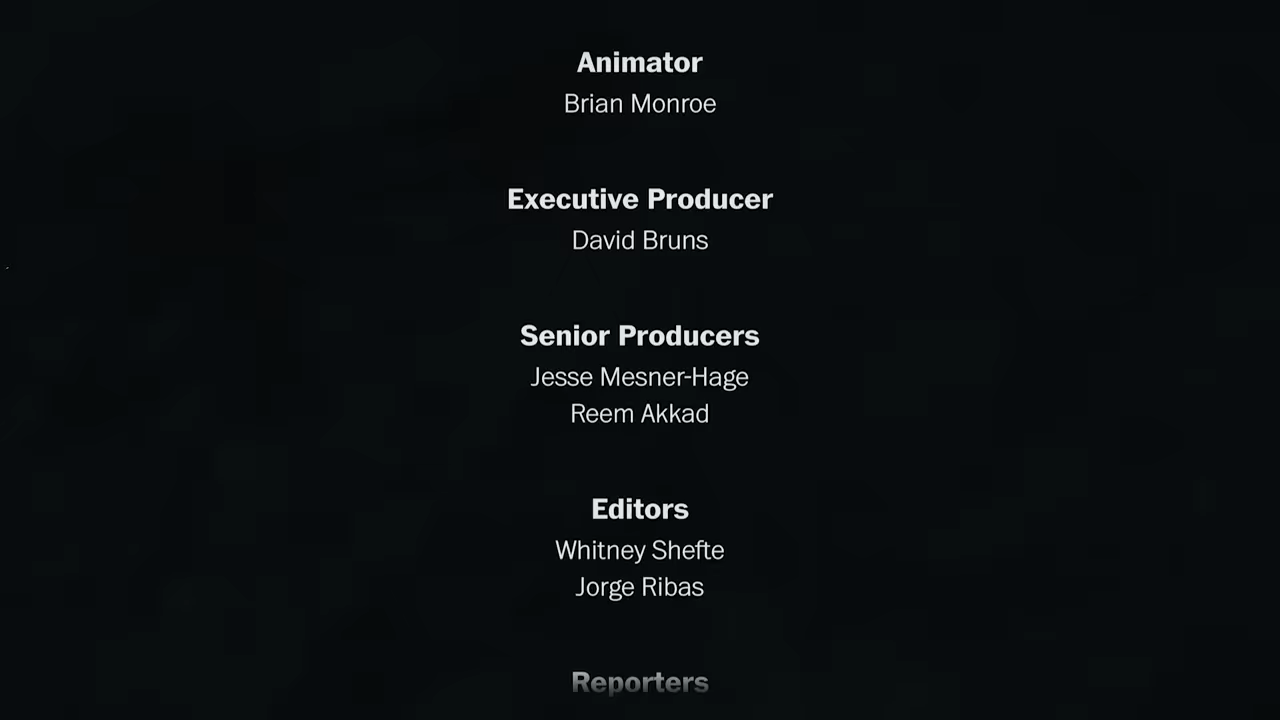 Animator
Brian Monroe
Executive Producer
David Bruns
Senior Producers
Jesse Mesner-Hage
Reem Akkad
Editors
Whitney Shefte
Jorge Ribas
Reporters